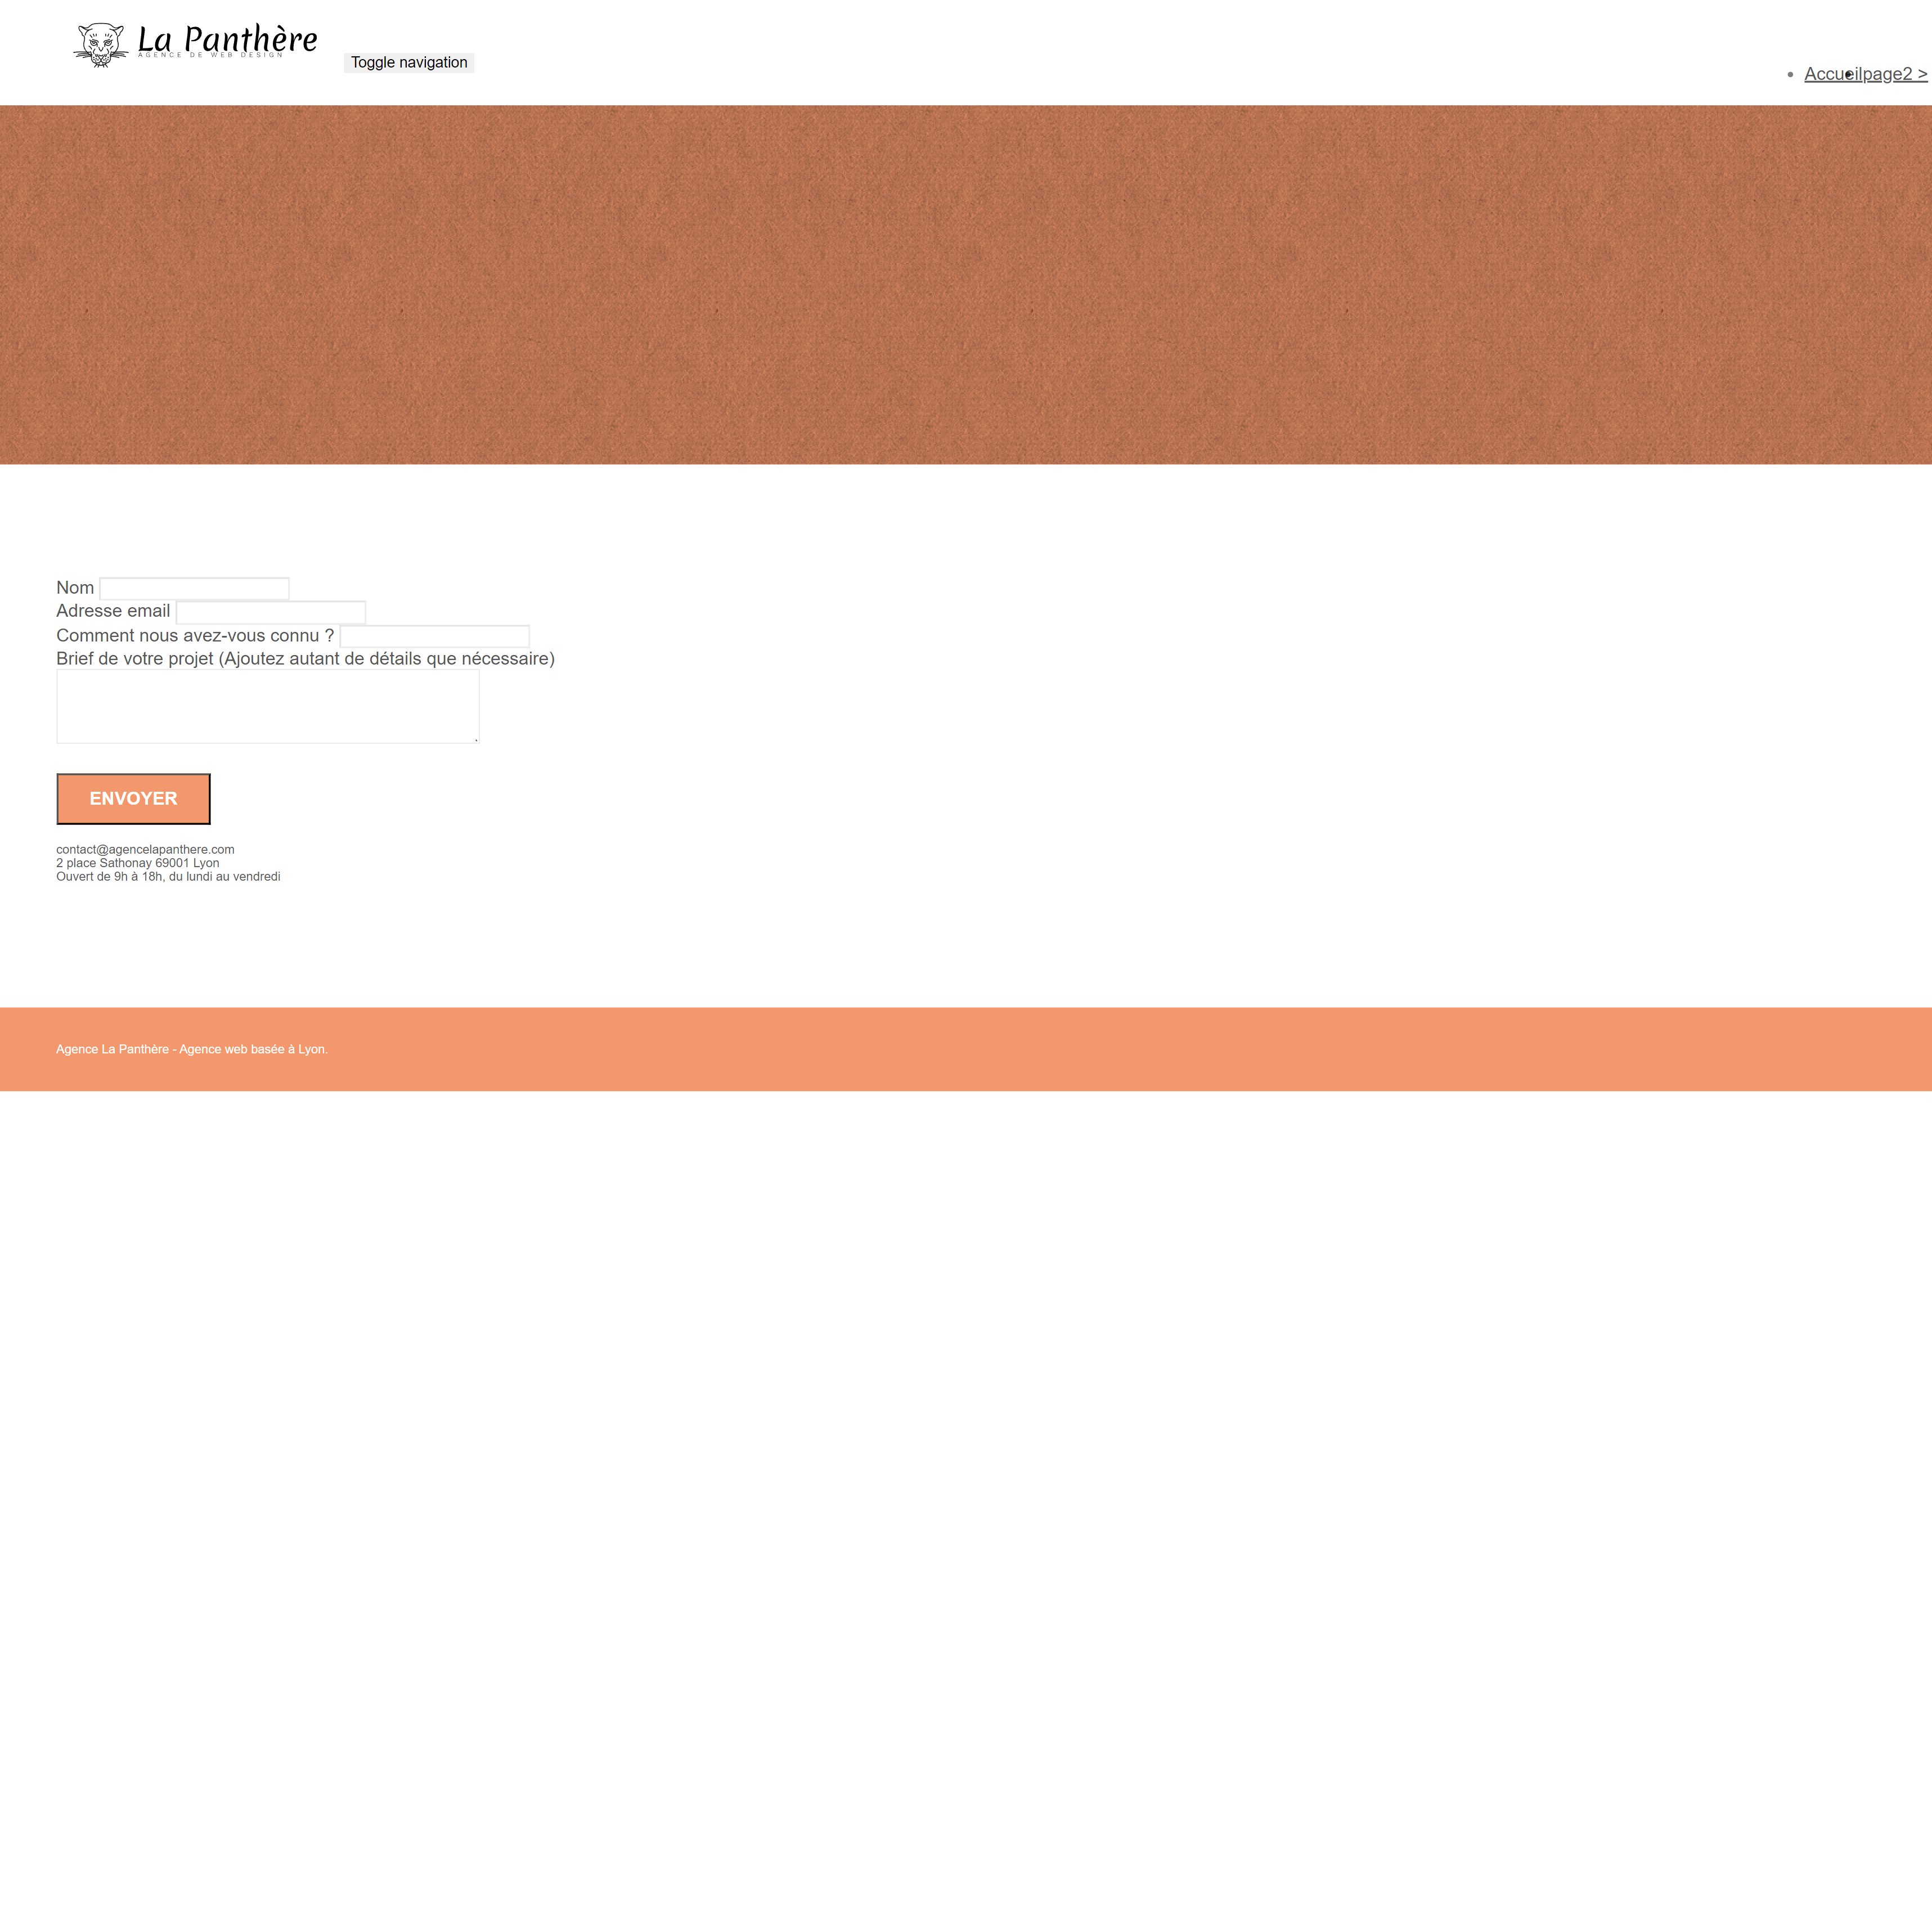 La Panthère
AGENCE DE WEB DESIGN
Toggle navigation
Accueilpage2 >
Nom
Adresse email
Comment nous avez-vous connu ?
Brief de votre projet (Ajoutez autant de détails que nécessaire)
ENVOYER
contact@agencelapanthere.com
2 place Sathonay 69001 Lyon
Ouvert de 9h à 18h, du lundi au vendredi
Agence La Panthère - Agence web basée à Lyon.